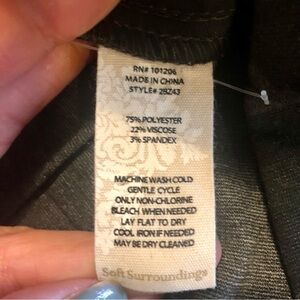 RN# 101206
MADE IN CHINA
STYLE# 2BZ43
75% POLYESTER
22% VISCOSE
3% SPANDEX
MACHINE WASH COLD
GENTLE CYCLE
ONLY NON-CHLORINE
BLEACH WHEN NEEDED
LAY FLAT TO DRY
COOL IRON IF NEEDED
MAY BE DRY CLEANED
Soft Surroundings